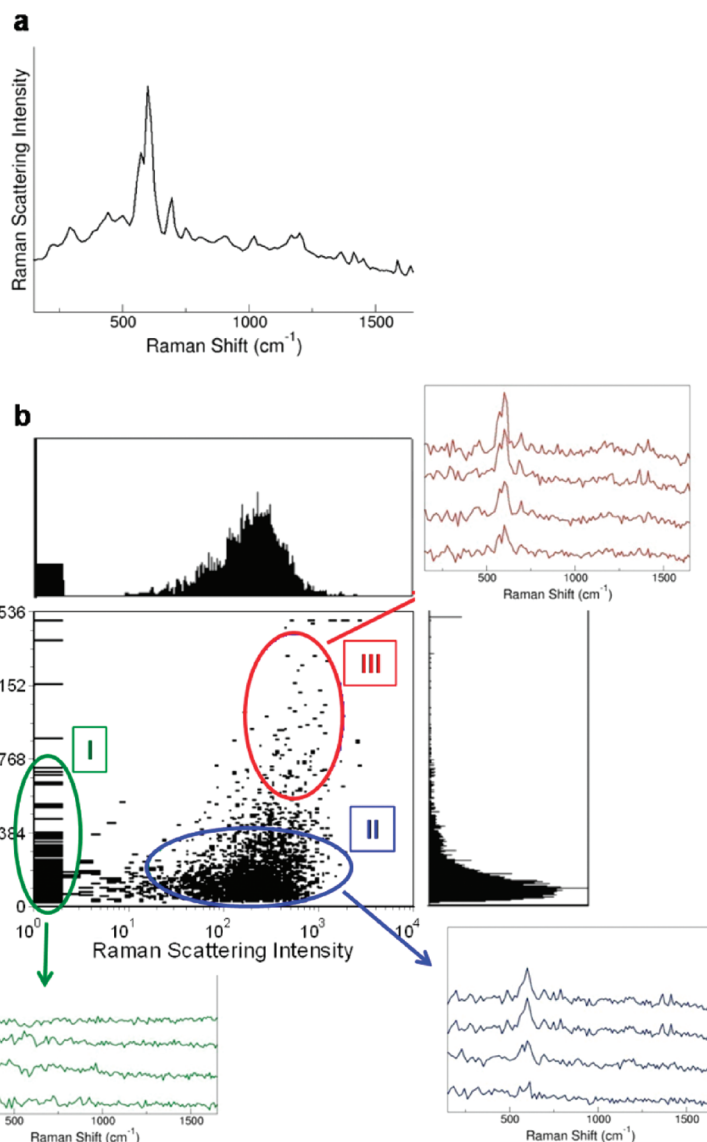 a
Raman Scattering Intensity
500 1000 1500
Raman Shift (cm⁻¹)
b
500 1000 1500
Raman Shift (cm⁻¹)
536
III
152
I
768
II
384
0
10⁰ 10¹ 10² 10³ 10⁴
Raman Scattering Intensity
500 1000 1500
Raman Shift (cm⁻¹)
500 1000 1500
Raman Shift (cm⁻¹)